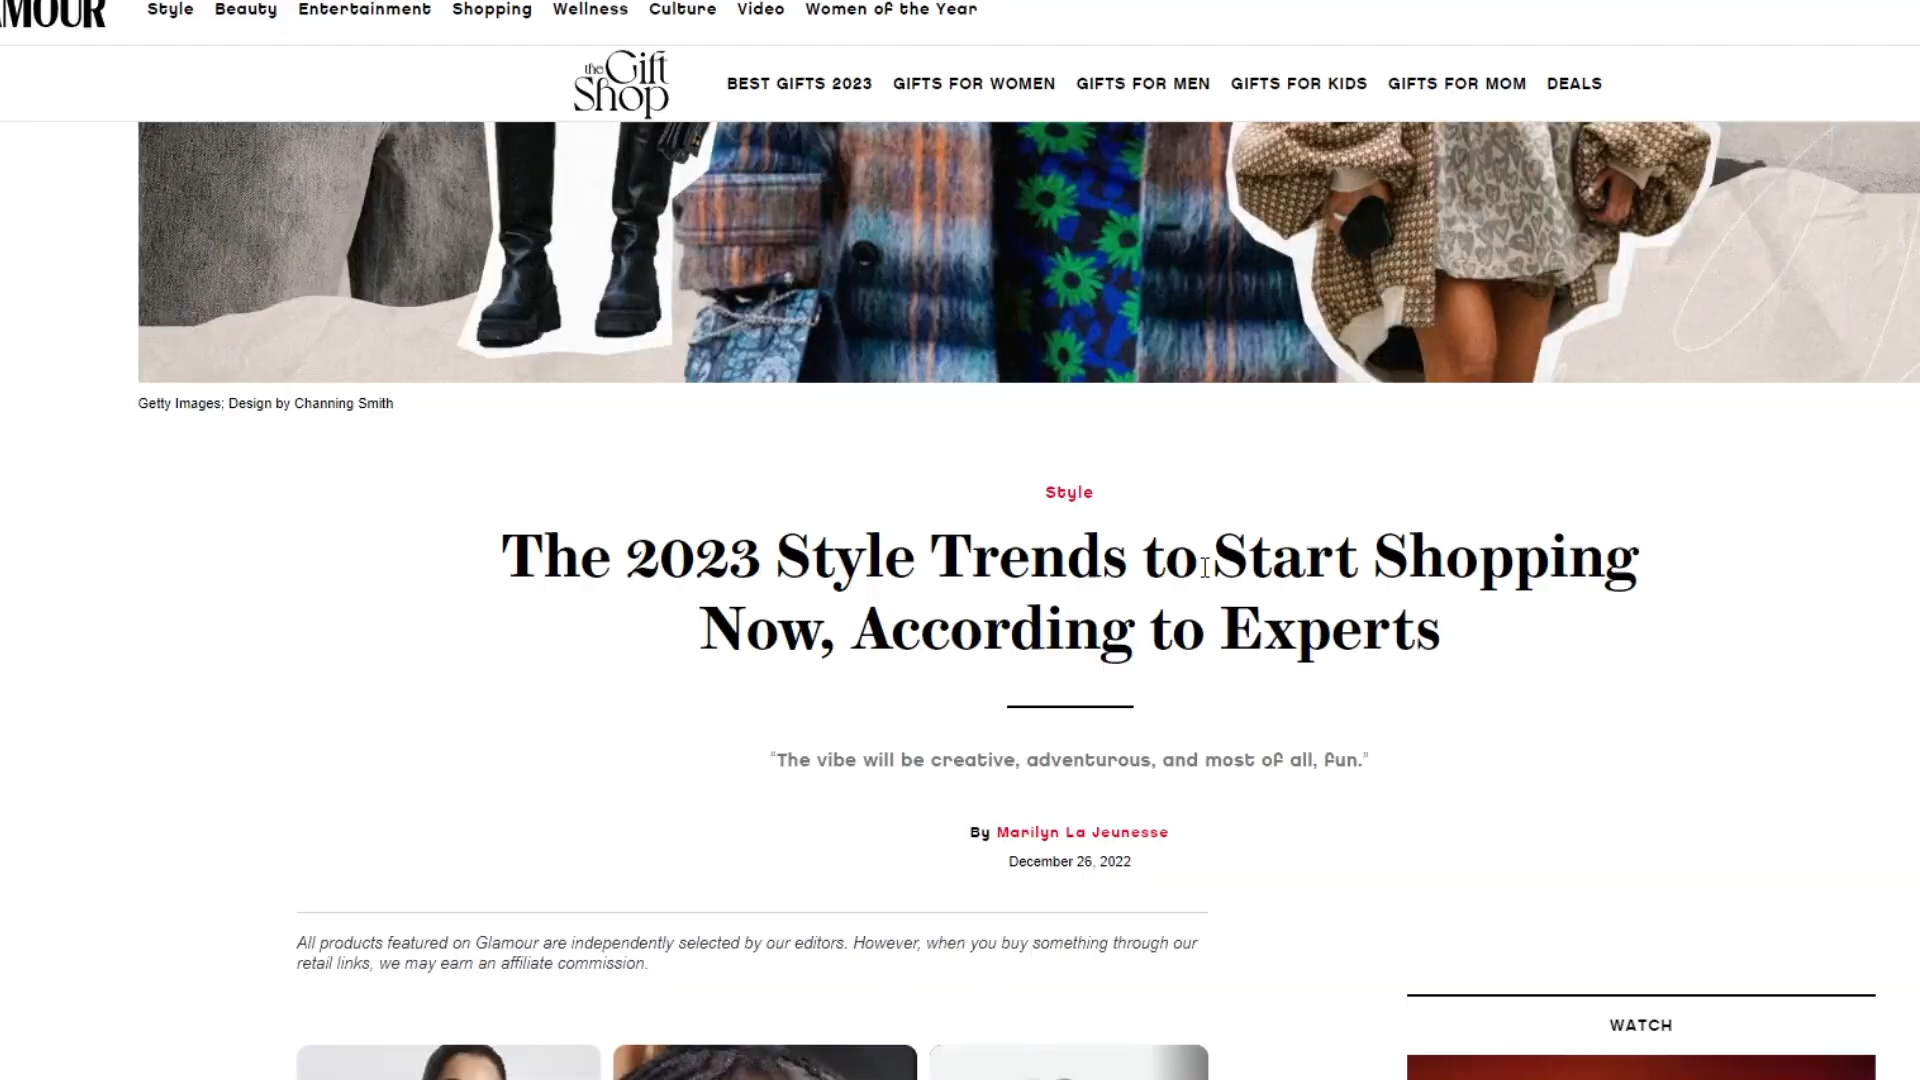 AMOUR Style Beauty Entertainment Shopping Wellness Culture Video Women of the Year
the Gift Shop BEST GIFTS 2023 GIFTS FOR WOMEN GIFTS FOR MEN GIFTS FOR KIDS GIFTS FOR MOM DEALS
Getty Images; Design by Channing Smith
Style
The 2023 Style Trends to Start Shopping
Now, According to Experts
"The vibe will be creative, adventurous, and most of all, fun."
By Marilyn La Jeunesse
December 26, 2022
All products featured on Glamour are independently selected by our editors. However, when you buy something through our
retail links, we may earn an affiliate commission.
WATCH